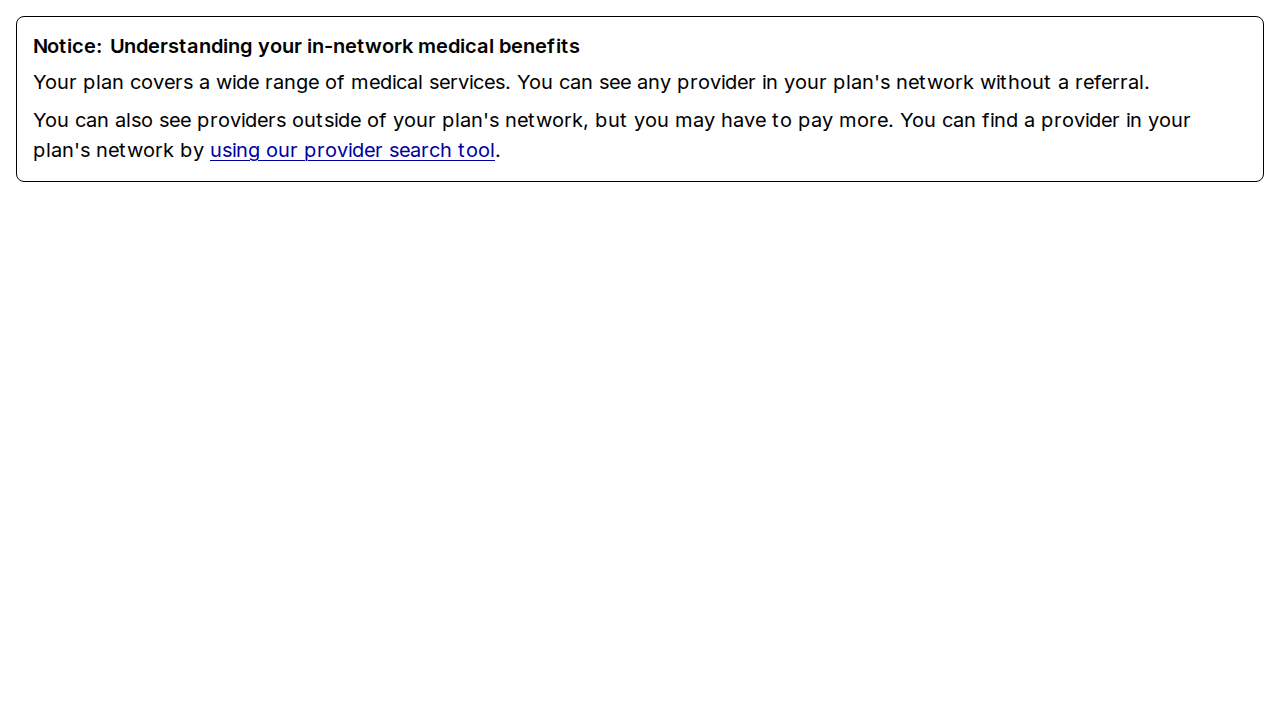 Notice: Understanding your in-network medical benefits
Your plan covers a wide range of medical services. You can see any provider in your plan's network without a referral.
You can also see providers outside of your plan's network, but you may have to pay more. You can find a provider in your
plan's network by using our provider search tool.